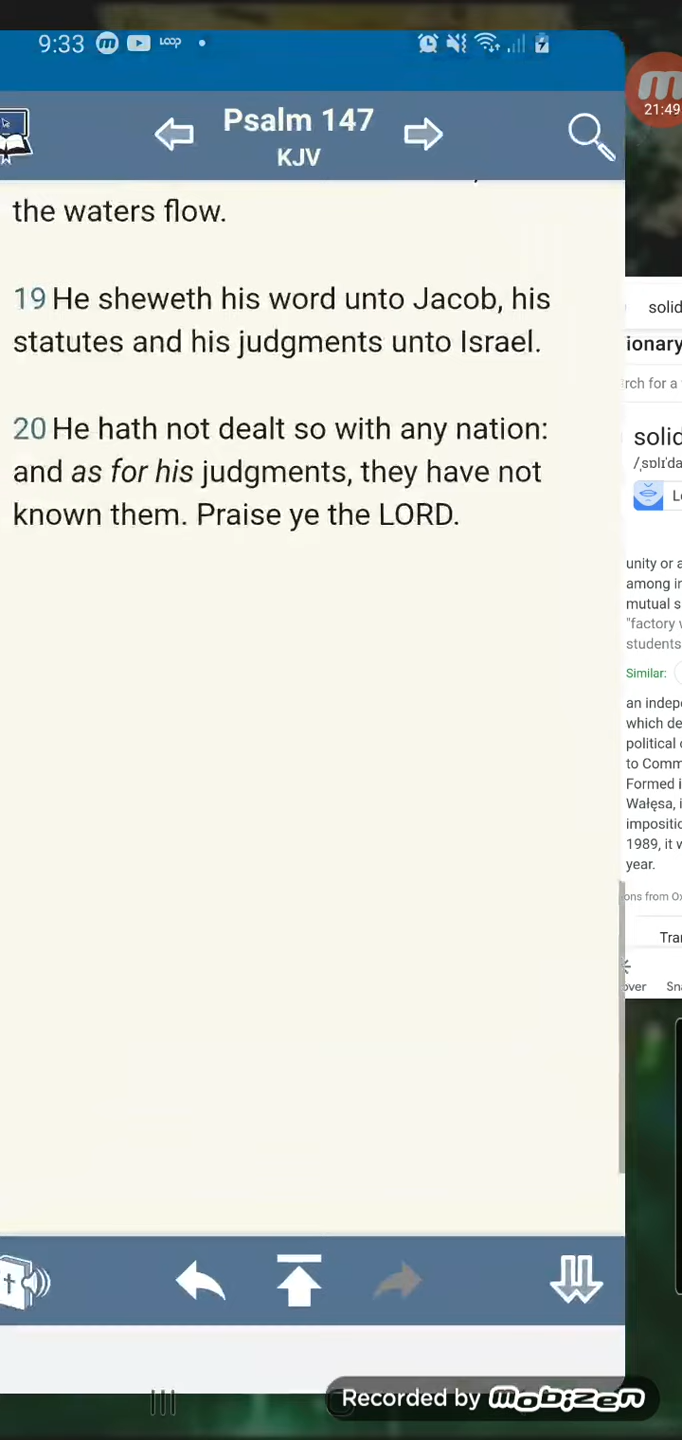 9:33 m LOOP
21:49
Psalm 147
KJV
the waters flow.
19 He sheweth his word unto Jacob, his
statutes and his judgments unto Israel.
20 He hath not dealt so with any nation:
and as for his judgments, they have not
known them. Praise ye the LORD.
solid
ionary
rch for a
solid
/ˌsɒlɪˈda
L
unity or a
among in
mutual s
"factory w
students
Similar:
an indep
which de
political
to Comm
Formed i
Wałęsa, i
impositio
1989, it w
year.
ons from Ox
Tra
over Sna
Recorded by mobizen